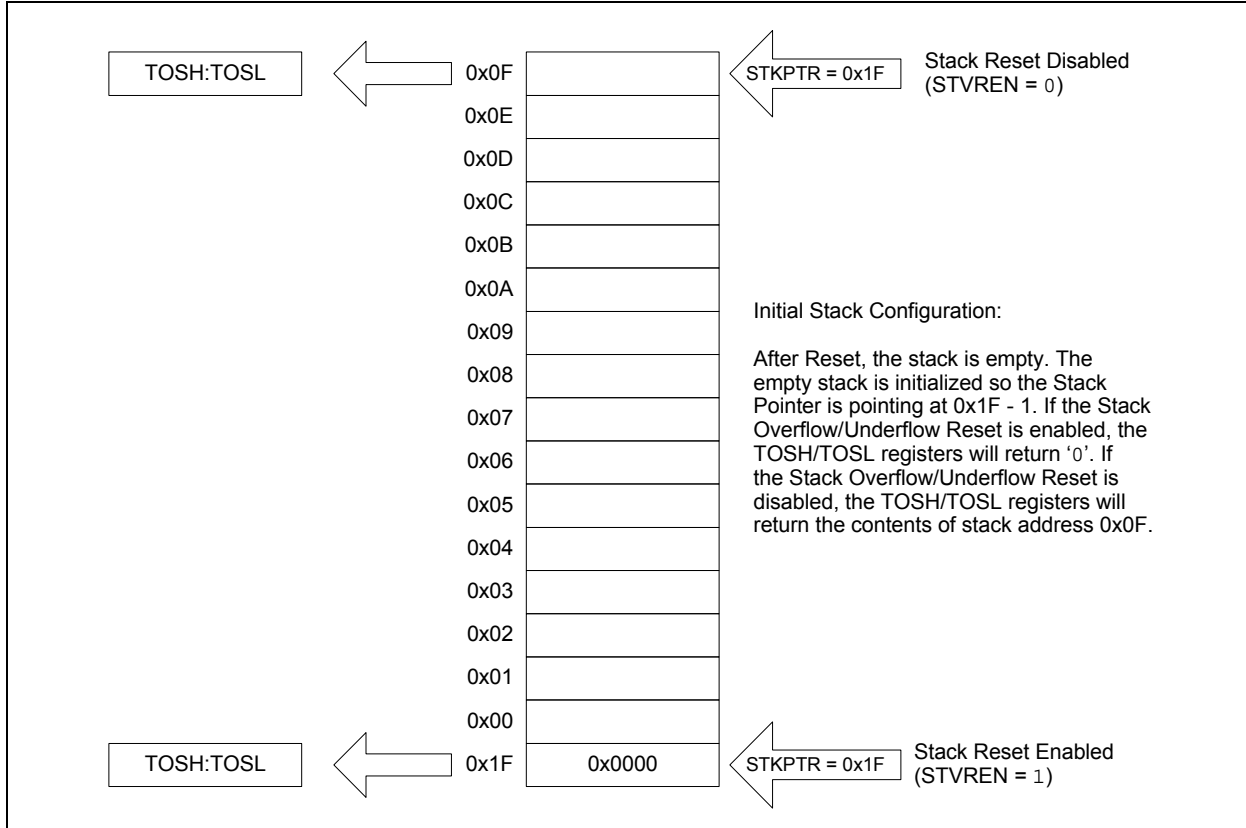 TOSH:TOSL
0x0F
STKPTR = 0x1F
Stack Reset Disabled
(STVREN = 0)
0x0E
0x0D
0x0C
0x0B
0x0A
0x09
0x08
0x07
0x06
0x05
0x04
0x03
0x02
0x01
0x00
Initial Stack Configuration:
After Reset, the stack is empty. The
empty stack is initialized so the Stack
Pointer is pointing at 0x1F - 1. If the Stack
Overflow/Underflow Reset is enabled, the
TOSH/TOSL registers will return ‘0’. If
the Stack Overflow/Underflow Reset is
disabled, the TOSH/TOSL registers will
return the contents of stack address 0x0F.
TOSH:TOSL
0x1F
0x0000
STKPTR = 0x1F
Stack Reset Enabled
(STVREN = 1)